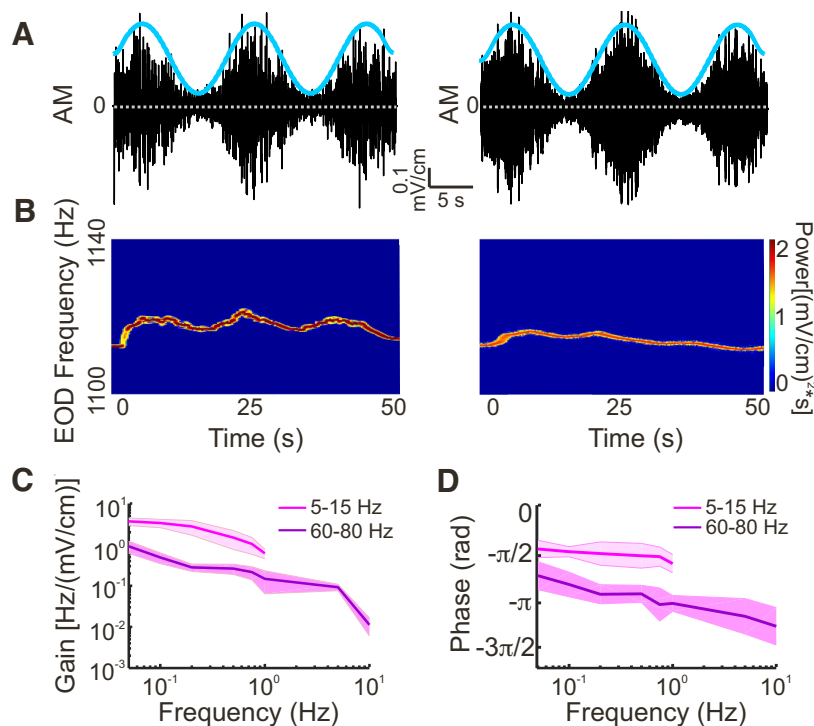 A
AM
0
AM
0
0.1
mV/cm
5 s
B
EOD Frequency (Hz)
1140
1100
0
25
50
Time (s)
0
25
50
Time (s)
2
1
0
Power[(mV/cm)²*s]
C
Gain [Hz/(mV/cm)]
10¹
10⁰
10⁻¹
10⁻²
10⁻³
5-15 Hz
60-80 Hz
10⁻¹
10⁰
10¹
Frequency (Hz)
D
Phase (rad)
0
0
-π/2
-π
-3π/2
5-15 Hz
60-80 Hz
10⁻¹
10⁰
10¹
Frequency (Hz)